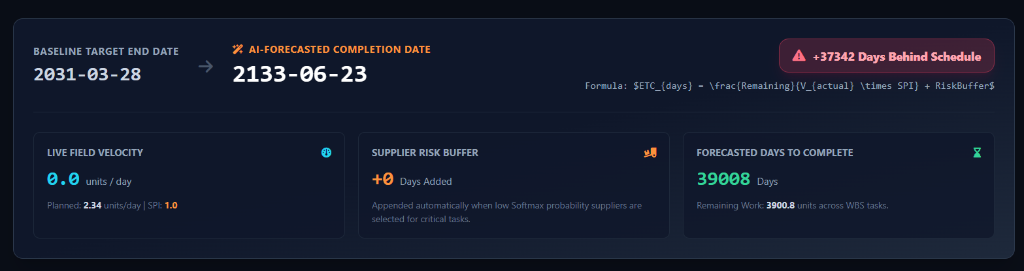 BASELINE TARGET END DATE
2031-03-28
AI-FORECASTED COMPLETION DATE
2133-06-23
+37342 Days Behind Schedule
Formula: $ETC_{days} = \frac{Remaining}{V_{actual} \times SPI} + RiskBuffer$
LIVE FIELD VELOCITY
0.0 units / day
Planned: 2.34 units/day | SPI: 1.0
SUPPLIER RISK BUFFER
+0 Days Added
Appended automatically when low Softmax probability suppliers are
selected for critical tasks.
FORECASTED DAYS TO COMPLETE
39008 Days
Remaining Work: 3900.8 units across WBS tasks.